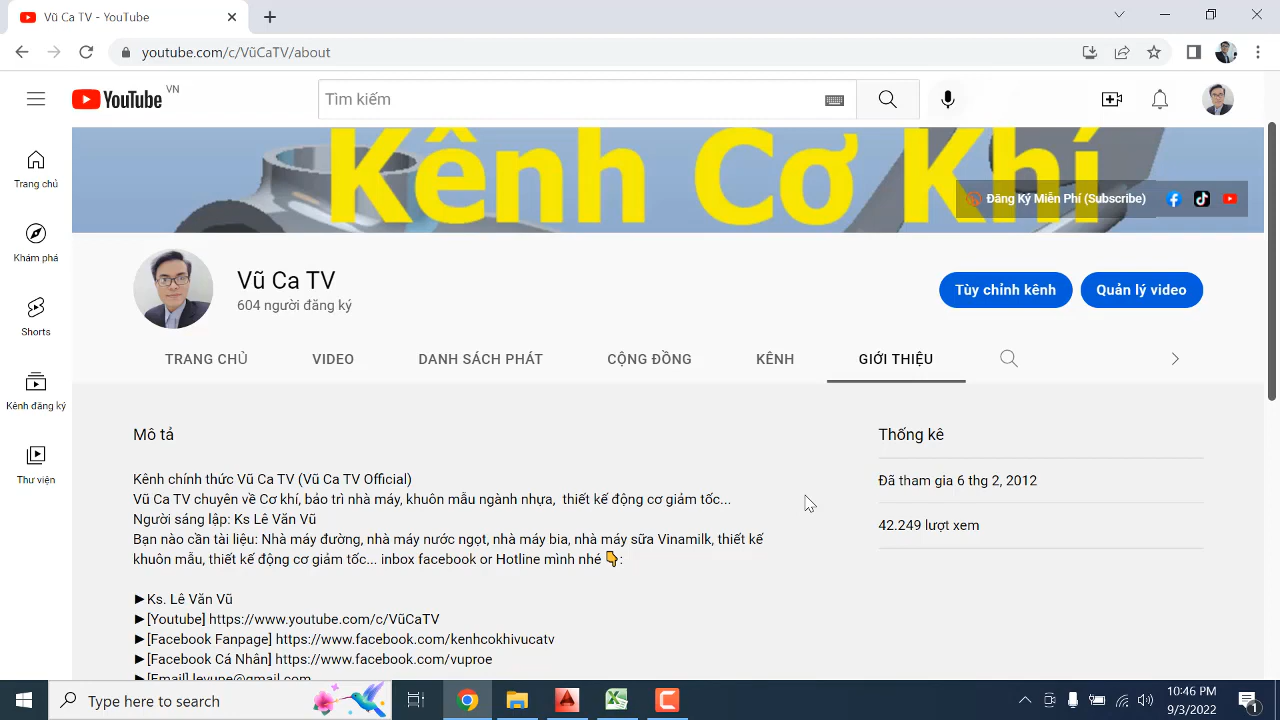 Vũ Ca TV - YouTube
youtube.com/c/VũCaTV/about
YouTube VN
Tìm kiếm
Kênh Cơ Khí
Đăng Ký Miễn Phí (Subscribe)
Trang chủ
Khám phá
Shorts
Kênh đăng ký
Thư viện
Vũ Ca TV
604 người đăng ký
Tùy chỉnh kênh
Quản lý video
TRANG CHỦ VIDEO DANH SÁCH PHÁT CỘNG ĐỒNG KÊNH GIỚI THIỆU
Mô tả
Kênh chính thức Vũ Ca TV (Vũ Ca TV Official)
Vũ Ca TV chuyên về Cơ khí, bảo trì nhà máy, khuôn mẫu ngành nhựa, thiết kế động cơ giảm tốc...
Người sáng lập: Ks Lê Văn Vũ
Bạn nào cần tài liệu: Nhà máy đường, nhà máy nước ngọt, nhà máy bia, nhà máy sữa Vinamilk, thiết kế
khuôn mẫu, thiết kế động cơ giảm tốc... inbox facebook or Hotline mình nhé 👇:
►Ks. Lê Văn Vũ
►[Youtube] https://www.youtube.com/c/VũCaTV
►[Facebook Fanpage] https://www.facebook.com/kenhcokhivucatv
►[Facebook Cá Nhân] https://www.facebook.com/vuproe
►[Email] levupe@gmail.com
Thống kê
Đã tham gia 6 thg 2, 2012
42.249 lượt xem
Type here to search
10:46 PM
9/3/2022
1